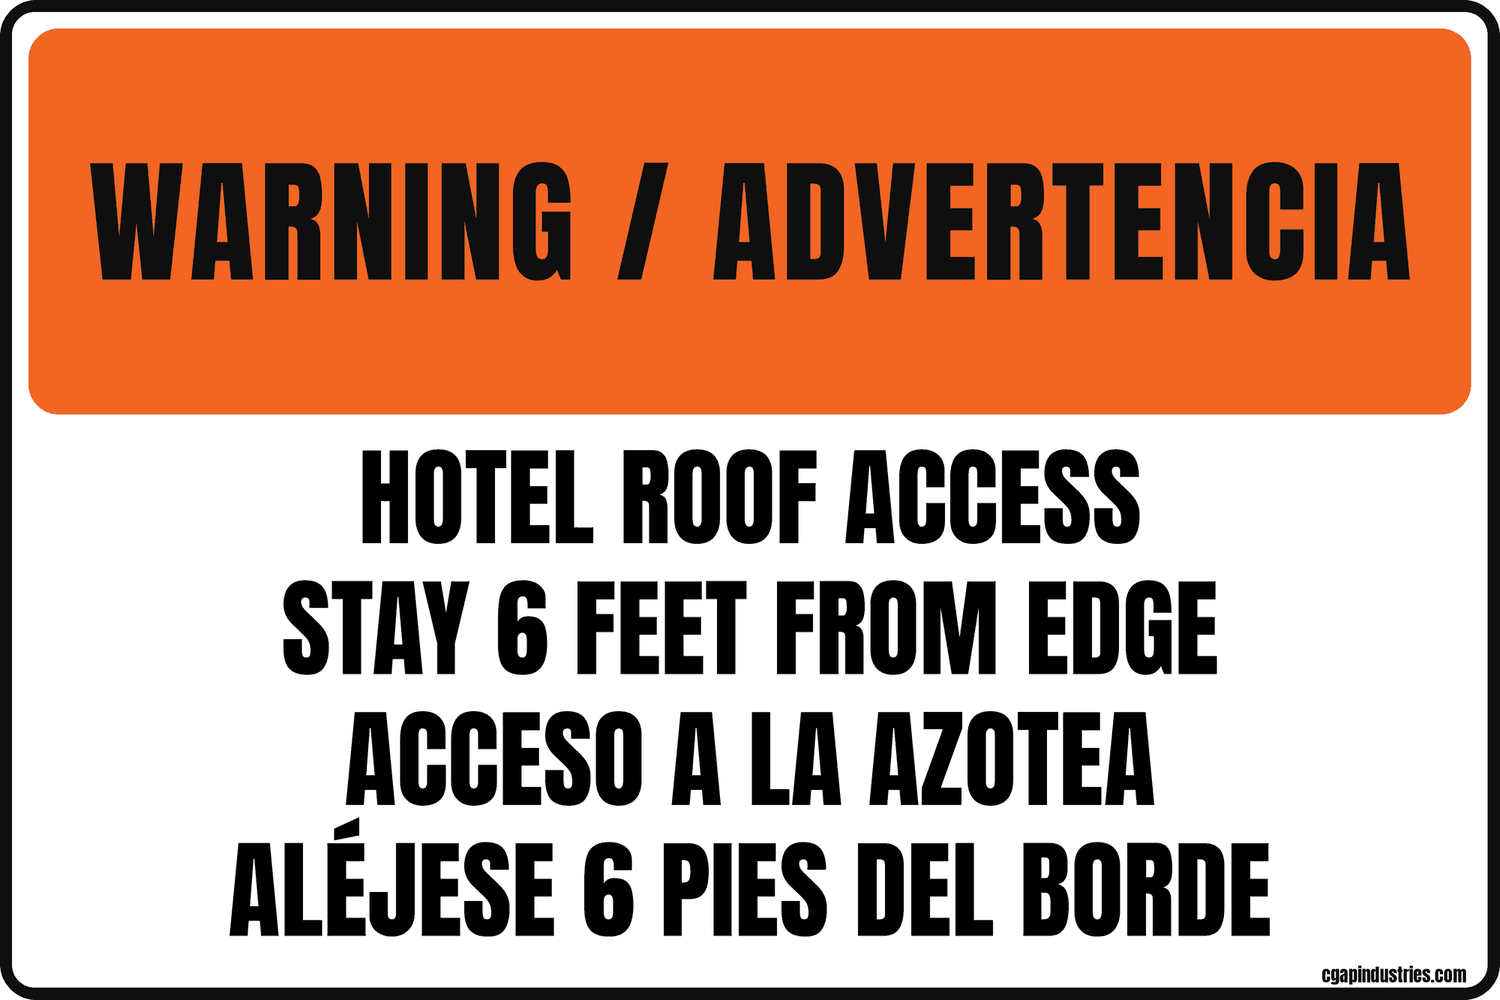 WARNING / ADVERTENCIA
HOTEL ROOF ACCESS
STAY 6 FEET FROM EDGE
ACCESO A LA AZOTEA
ALÉJESE 6 PIES DEL BORDE
cgapindustries.com